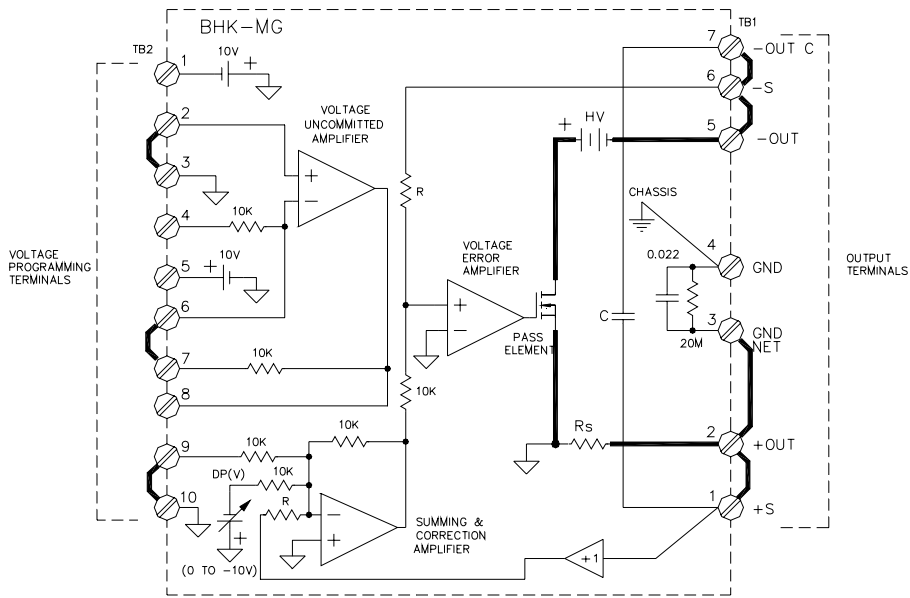 BHK-MG
TB2
TB1
1
10V
+
2
3
VOLTAGE
UNCOMMITTED
AMPLIFIER
+
−
4
10K
5
+
10V
6
7
10K
8
9
10K
10K
DP(V)
10K
R
10
+
(0 TO -10V)
−
+
SUMMING &
CORRECTION
AMPLIFIER
VOLTAGE
PROGRAMMING
TERMINALS
R
10K
VOLTAGE
ERROR
AMPLIFIER
+
−
PASS
ELEMENT
+
HV
C
Rs
+1
CHASSIS
0.022
20M
7
-OUT C
6
-S
5
-OUT
4
GND
3
GND
NET
2
+OUT
1
+S
OUTPUT
TERMINALS